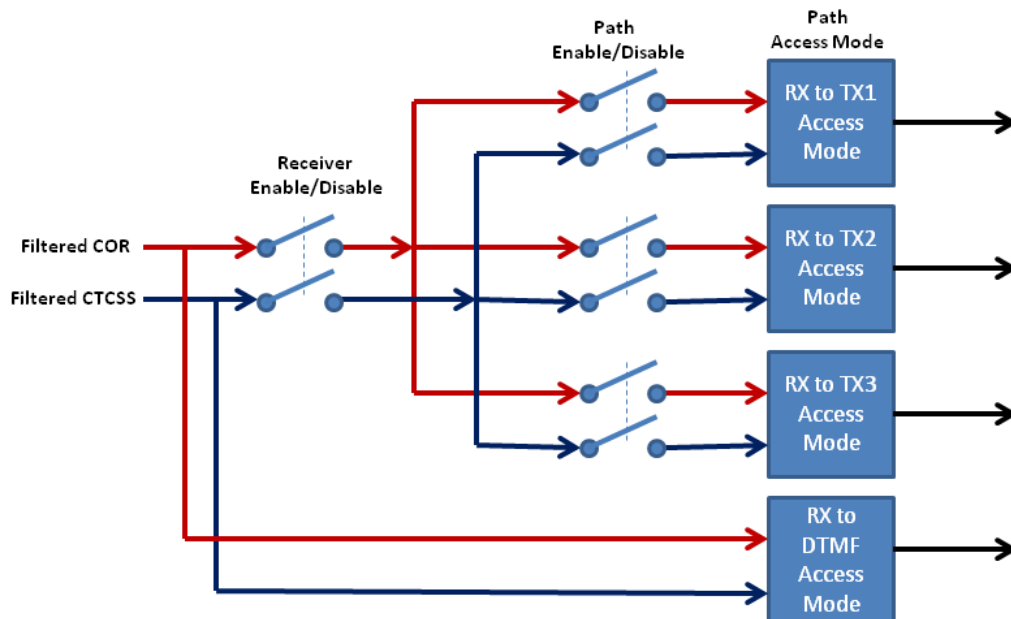 Path
Enable/Disable
Path
Access Mode
RX to TX1
Access
Mode
Receiver
Enable/Disable
Filtered COR
Filtered CTCSS
RX to TX2
Access
Mode
RX to TX3
Access
Mode
RX to
DTMF
Access
Mode